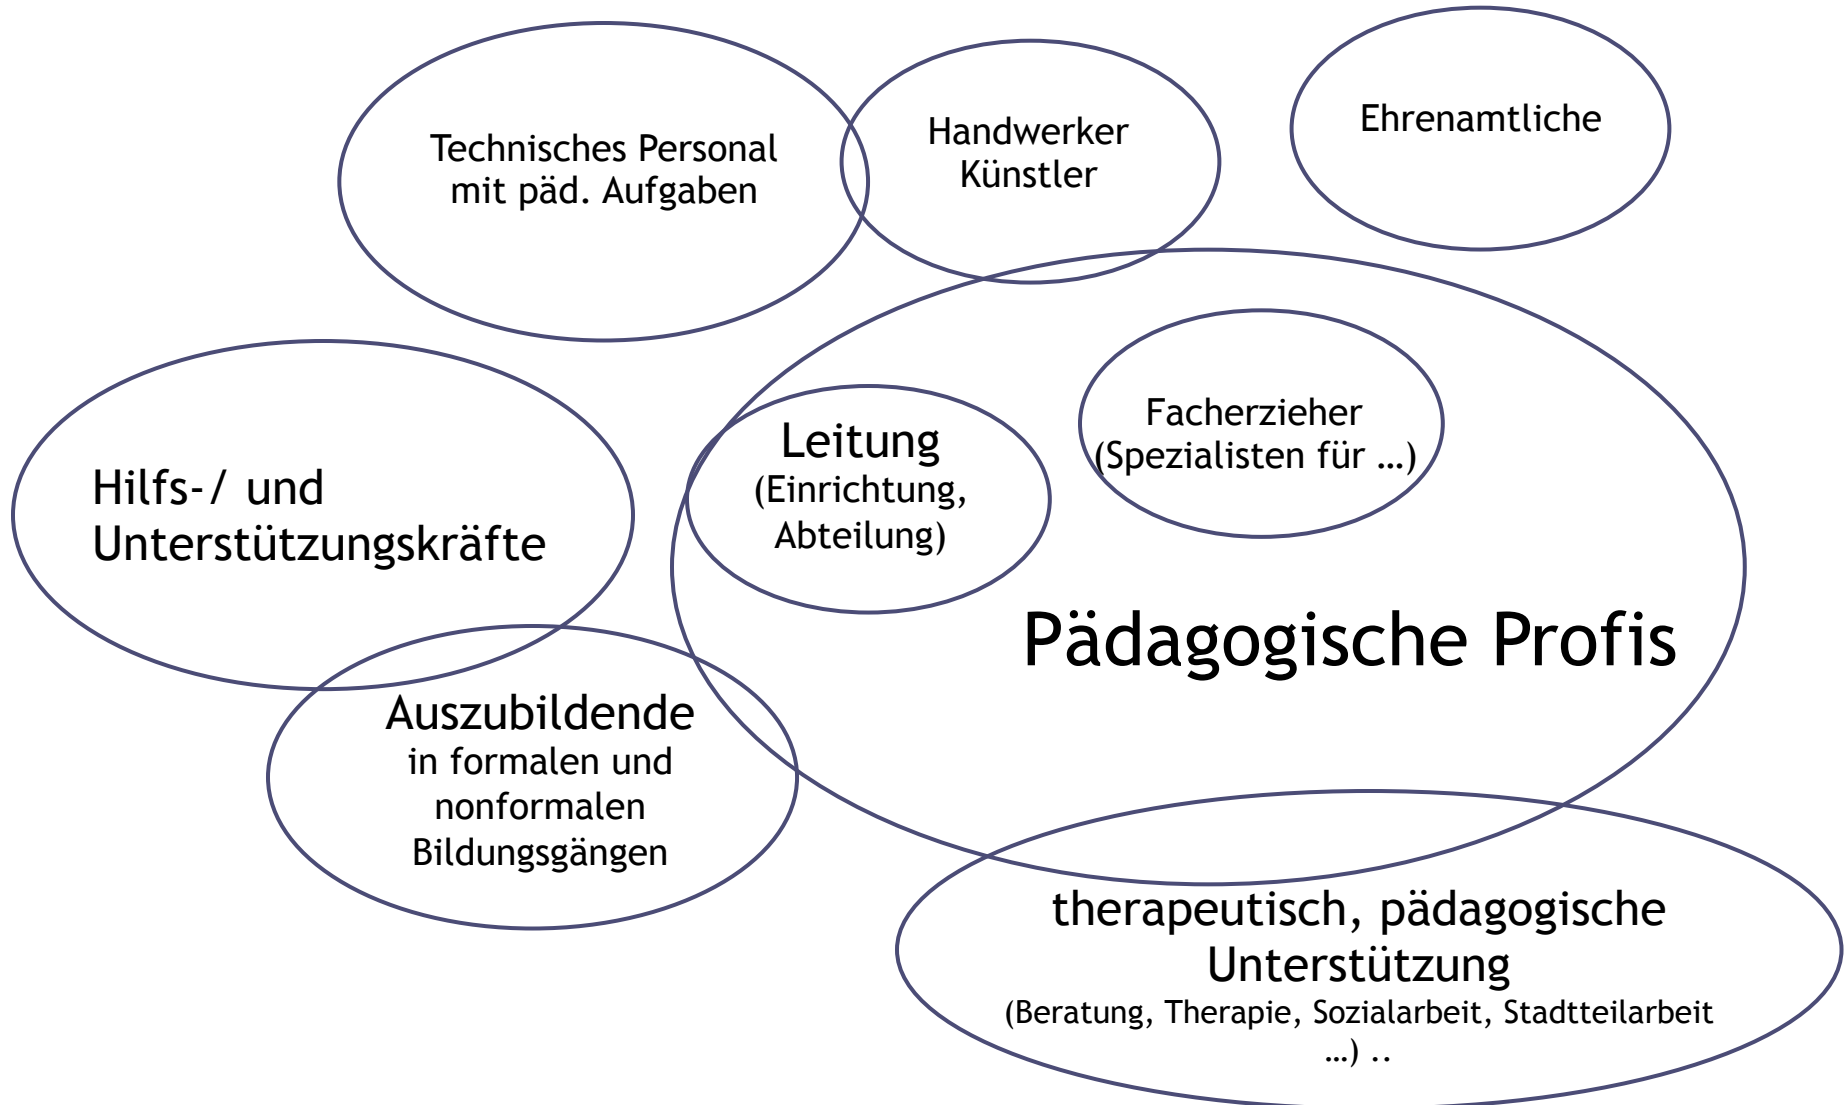 Technisches Personal
mit päd. Aufgaben
Handwerker
Künstler
Ehrenamtliche
Leitung
(Einrichtung,
Abteilung)
Facherzieher
(Spezialisten für …)
Hilfs-/ und
Unterstützungskräfte
Pädagogische Profis
Auszubildende
in formalen und
nonformalen
Bildungsgängen
therapeutisch, pädagogische
Unterstützung
(Beratung, Therapie, Sozialarbeit, Stadtteilarbeit
…) ..